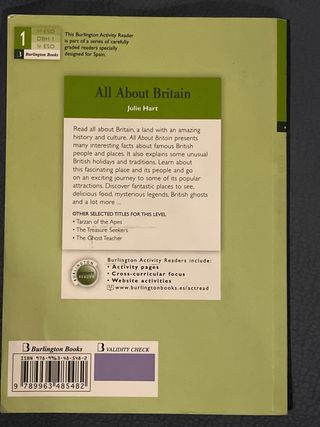 1
1º ESO
DBH 1
1r ESO
Burlington Books
This Burlington Activity Reader
is part of a series of carefully
graded readers specially
designed for Spain.
All About Britain
Julie Hart
Read all about Britain, a land with an amazing
history and culture. All About Britain presents
many interesting facts about famous British
people and places. It also explains some unusual
British holidays and traditions. Learn about
this fascinating place and its people and go
on an exciting journey to some of its popular
attractions. Discover fantastic places to see,
delicious food, mysterious legends, British ghosts
and a lot more ...
OTHER SELECTED TITLES FOR THIS LEVEL
• Tarzan of the Apes
• The Treasure Seekers
• The Ghost Teacher
BURLINGTON
READERS
Burlington Activity Readers include:
• Activity pages
• Cross-curricular focus
• Website activities
www.burlingtonbooks.es/actread
B Burlington Books
B VALIDITY CHECK
ISBN 978-9963-48-548-2
9 789963 485482